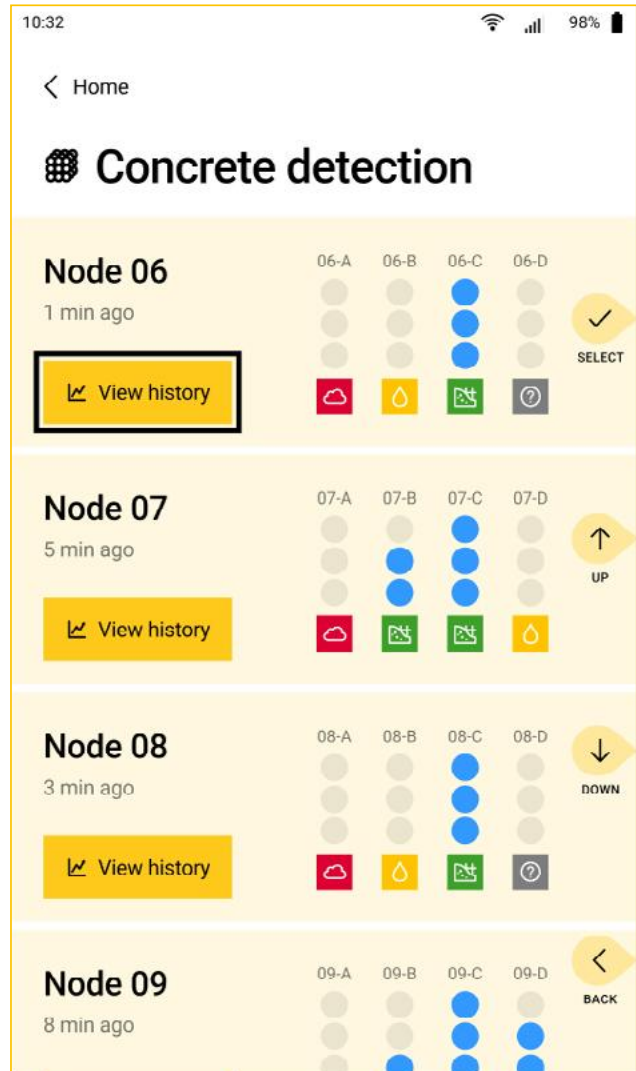 10:32 98%
Home
Concrete detection
Node 06
1 min ago
View history
06-A 06-B 06-C 06-D
SELECT
Node 07
5 min ago
View history
07-A 07-B 07-C 07-D
UP
Node 08
3 min ago
View history
08-A 08-B 08-C 08-D
DOWN
Node 09
8 min ago
09-A 09-B 09-C 09-D
BACK